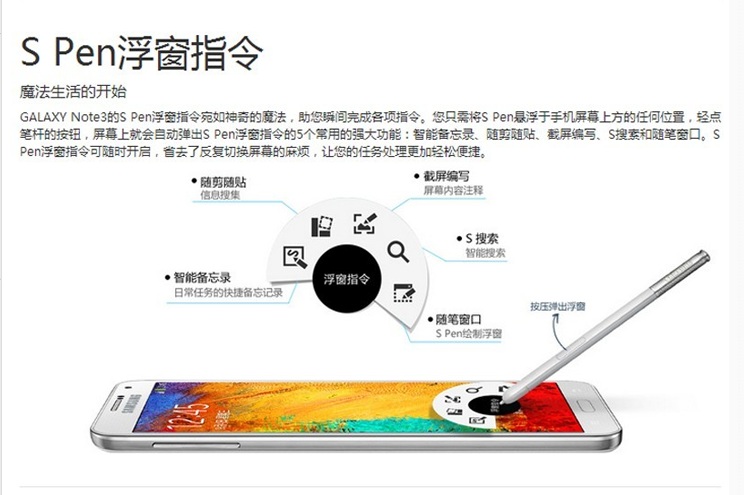 S Pen浮窗指令
魔法生活的开始
GALAXY Note3的S Pen浮窗指令宛如神奇的魔法，助您瞬间完成各项指令。您只需将S Pen悬浮于手机屏幕上方的任何位置，轻点
笔杆的按钮，屏幕上就会自动弹出S Pen浮窗指令的5个常用的强大功能：智能备忘录、随剪随贴、截屏编写、S搜索和随笔窗口。S
Pen浮窗指令可随时开启，省去了反复切换屏幕的麻烦，让您的任务处理更加轻松便捷。
随剪随贴
信息搜集
截屏编写
屏幕内容注释
S 搜索
智能搜索
智能备忘录
日常任务的快捷备忘记录
浮窗指令
随笔窗口
S Pen绘制浮窗
按压弹出浮窗
SAMSUNG
12:45